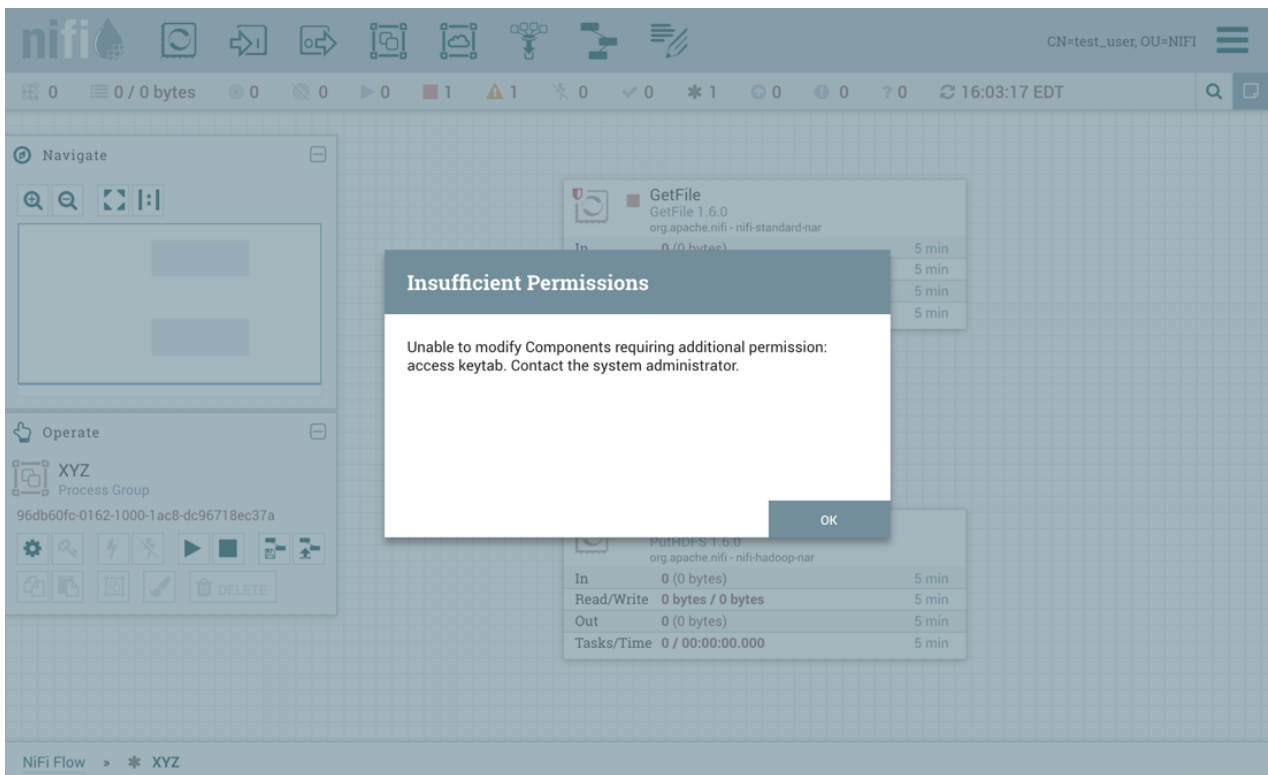 nifi
CN=test_user, OU=NIFI
0 0 / 0 bytes 0 0 0 1 1 0 0 1 0 0 ? 0 16:03:17 EDT
Navigate
GetFile
GetFile 1.6.0
org.apache.nifi - nifi-standard-nar
In 0 (0 bytes) 5 min
5 min
5 min
5 min
Insufficient Permissions
Unable to modify Components requiring additional permission:
access keytab. Contact the system administrator.
OK
Operate
XYZ
Process Group
96db60fc-0162-1000-1ac8-dc96718ec37a
DELETE
PutHDFS 1.6.0
org.apache.nifi - nifi-hadoop-nar
In 0 (0 bytes) 5 min
Read/Write 0 bytes / 0 bytes 5 min
Out 0 (0 bytes) 5 min
Tasks/Time 0 / 00:00:00.000 5 min
NiFi Flow » XYZ